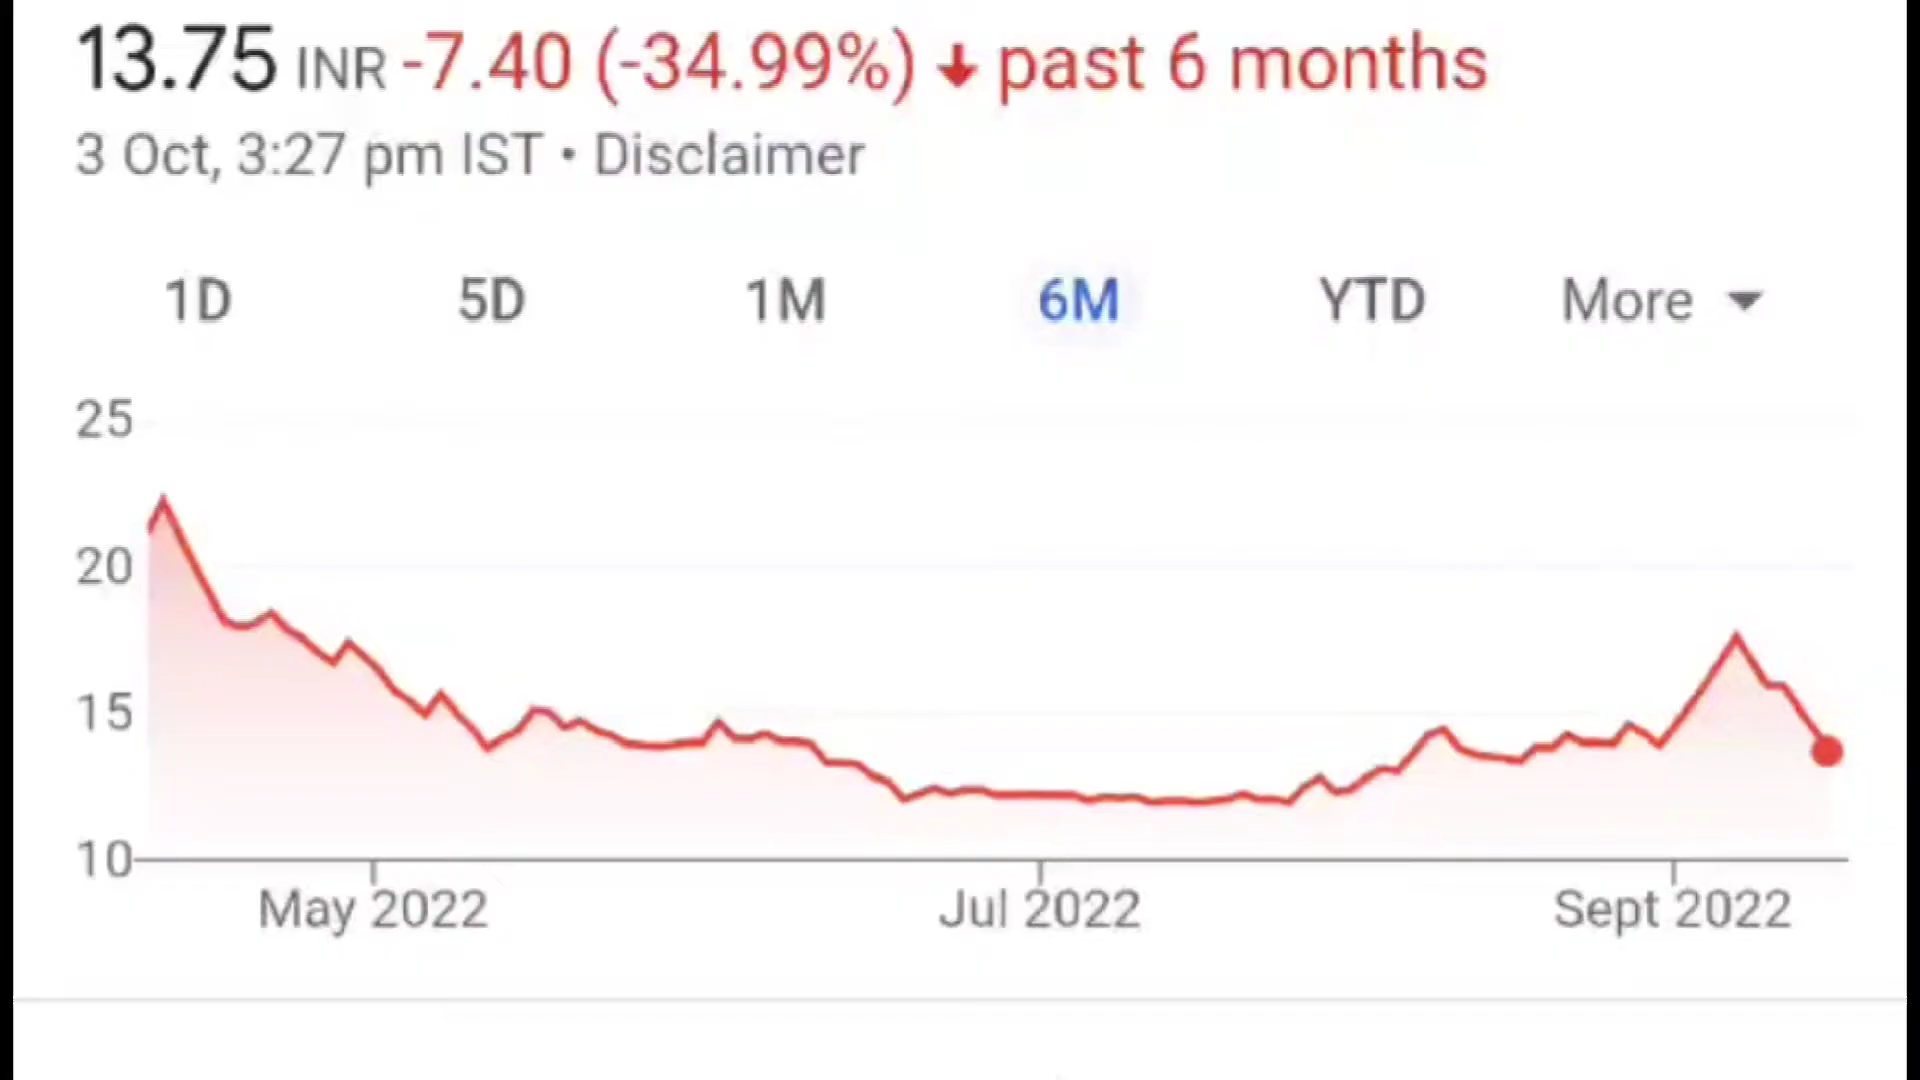 13.75 INR -7.40 (-34.99%) ↓ past 6 months
3 Oct, 3:27 pm IST • Disclaimer
1D 5D 1M 6M YTD More
25
20
15
10
May 2022 Jul 2022 Sept 2022